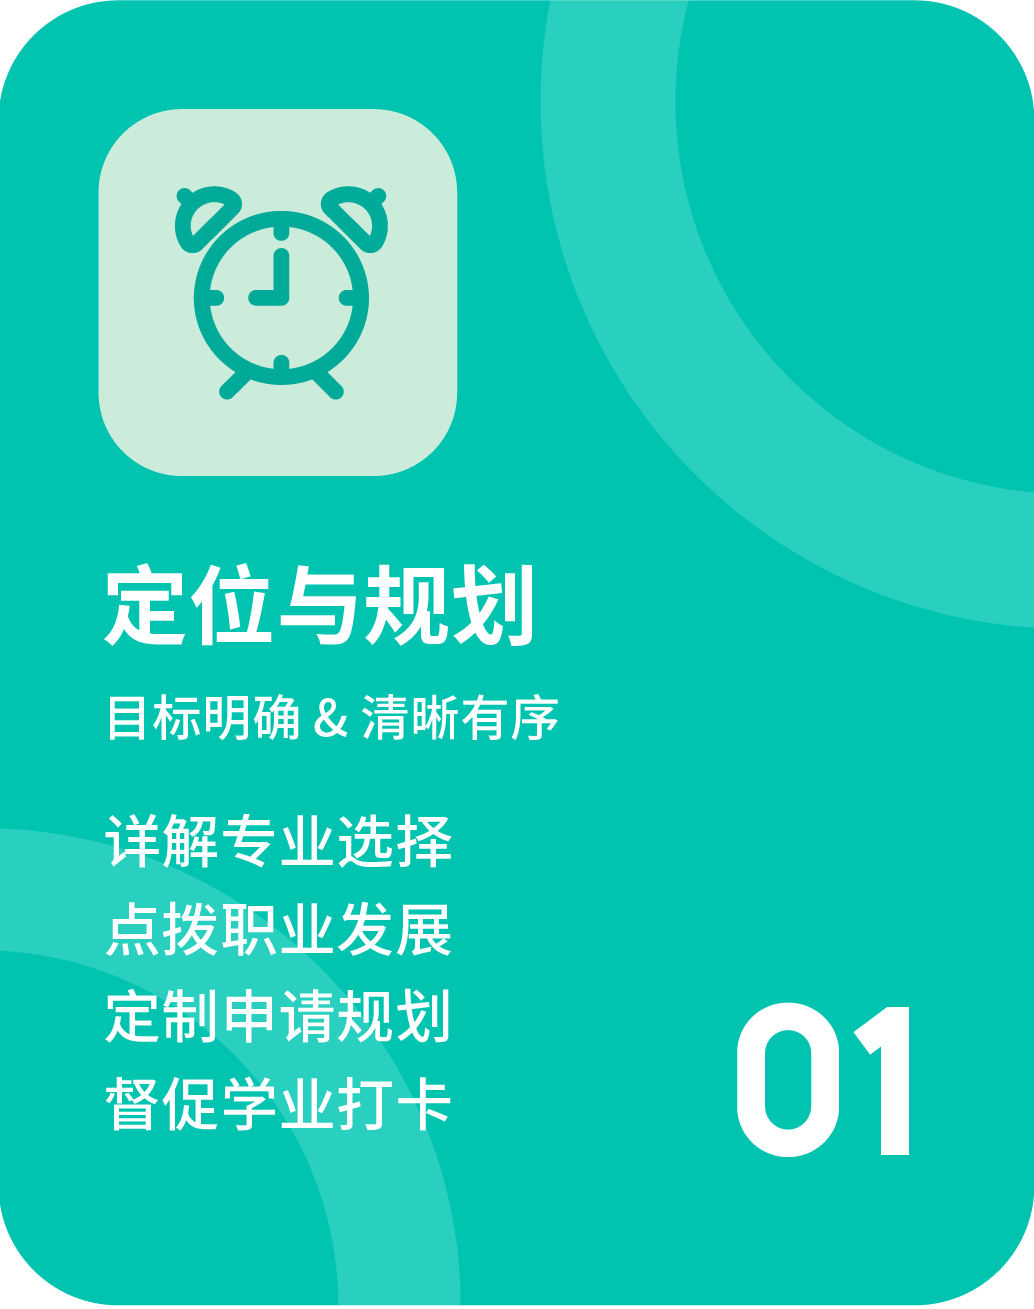 定位与规划
目标明确 & 清晰有序
详解专业选择
点拨职业发展
定制申请规划
督促学业打卡
01